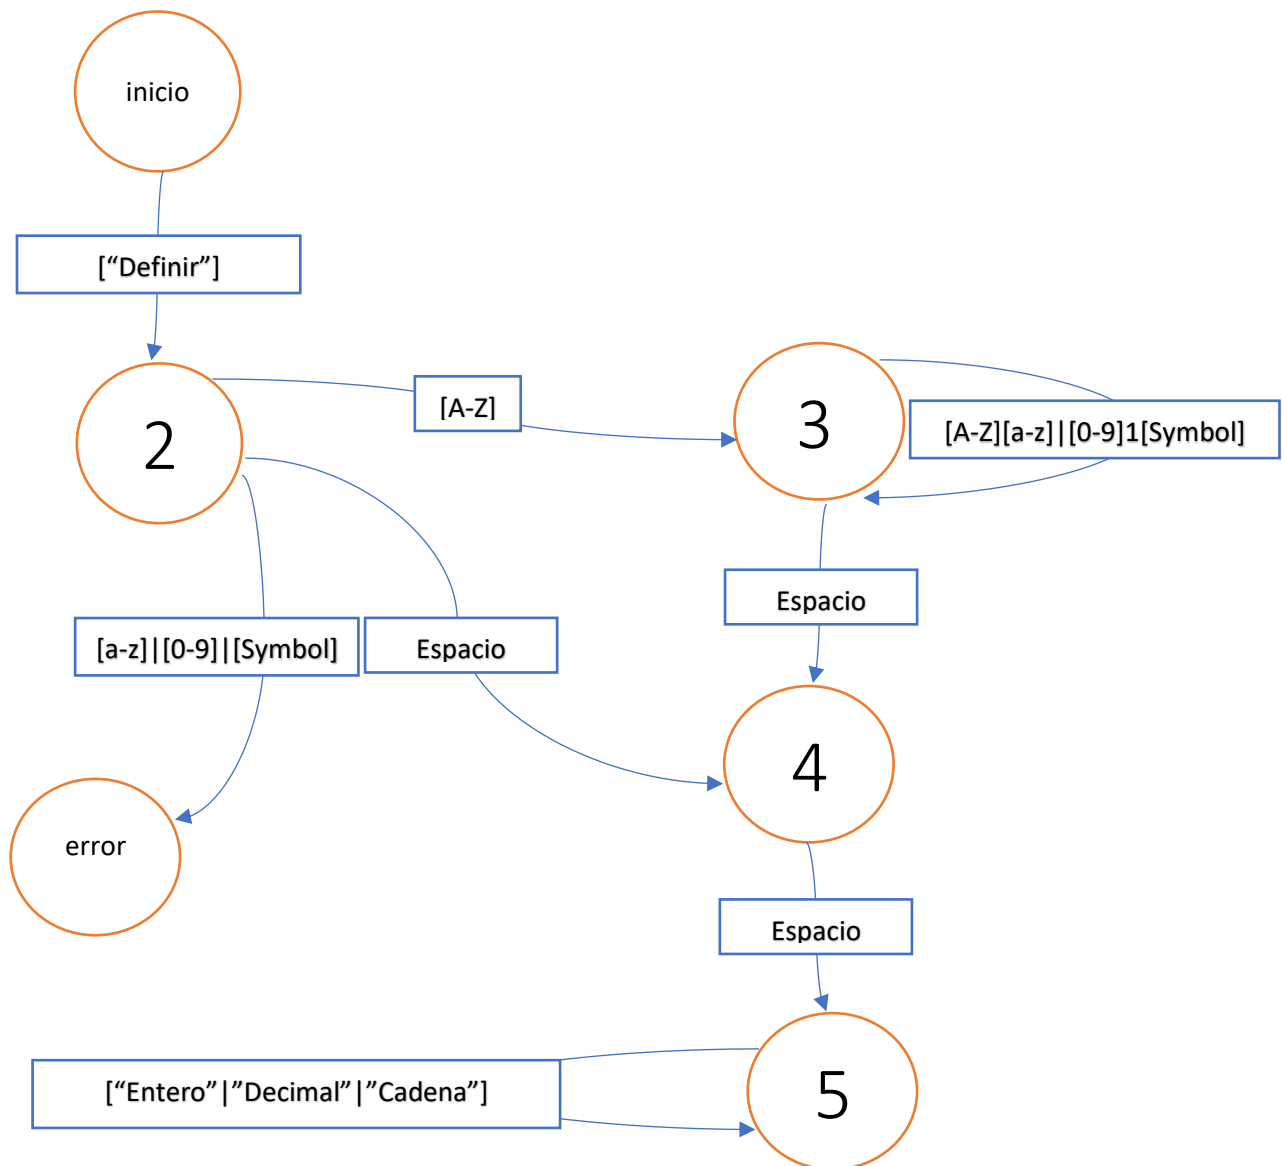 inicio
[“Definir”]
2
[A-Z]
3
[A-Z][a-z]|[0-9]1[Symbol]
Espacio
[a-z]|[0-9]|[Symbol]
Espacio
4
error
Espacio
[“Entero”|”Decimal”|”Cadena”]
5